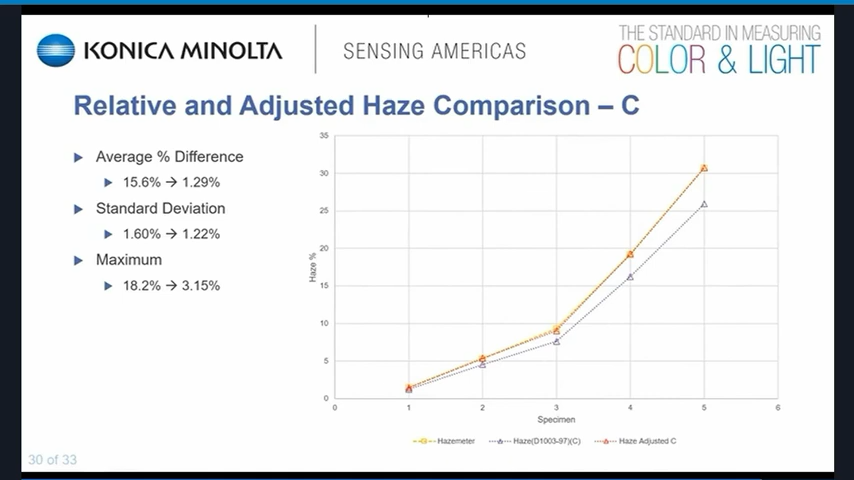 KONICA MINOLTA
SENSING AMERICAS
THE STANDARD IN MEASURING
COLOR & LIGHT
Relative and Adjusted Haze Comparison – C
Average % Difference
15.6% → 1.29%
Standard Deviation
1.60% → 1.22%
Maximum
18.2% → 3.15%
35
30
25
20
15
10
5
0
Haze %
0 1 2 3 4 5 6
Specimen
Hazemeter Haze(D1003-97)(C) Haze Adjusted C
30 of 33